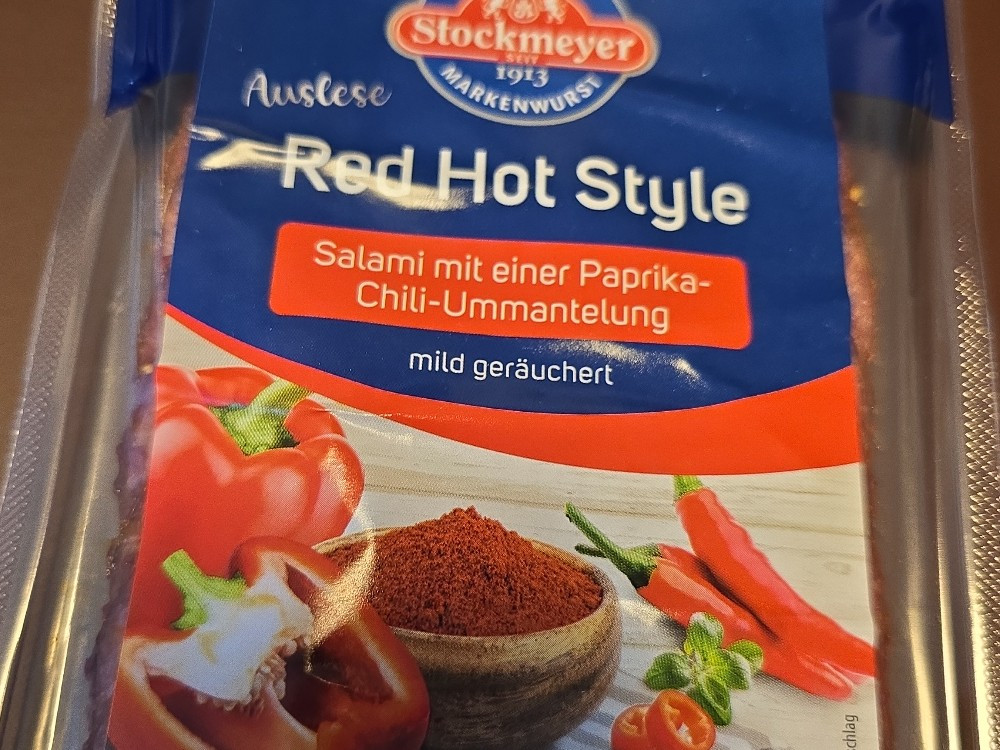 Stockmeyer
SEIT
1913
MARKENWURST
Auslese
Red Hot Style
Salami mit einer Paprika-
Chili-Ummantelung
mild geräuchert